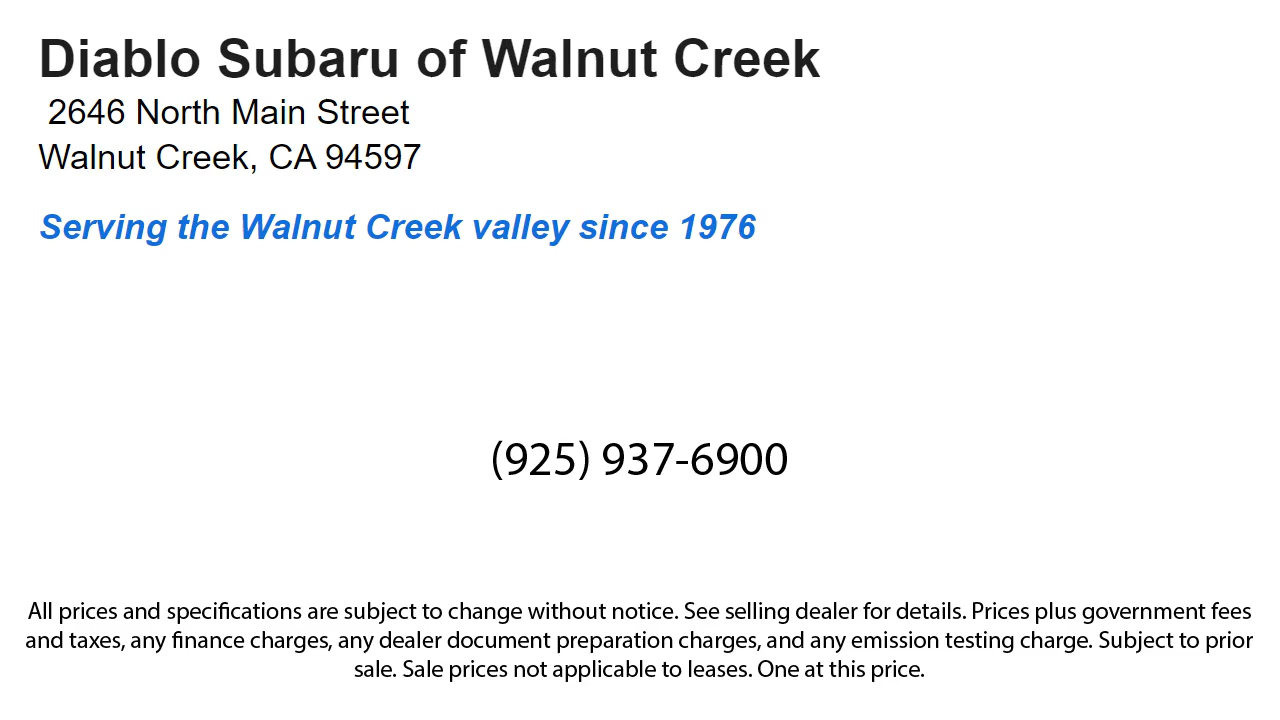 Diablo Subaru of Walnut Creek
2646 North Main Street
Walnut Creek, CA 94597
Serving the Walnut Creek valley since 1976
(925) 937-6900
All prices and specifications are subject to change without notice. See selling dealer for details. Prices plus government fees
and taxes, any finance charges, any dealer document preparation charges, and any emission testing charge. Subject to prior
sale. Sale prices not applicable to leases. One at this price.